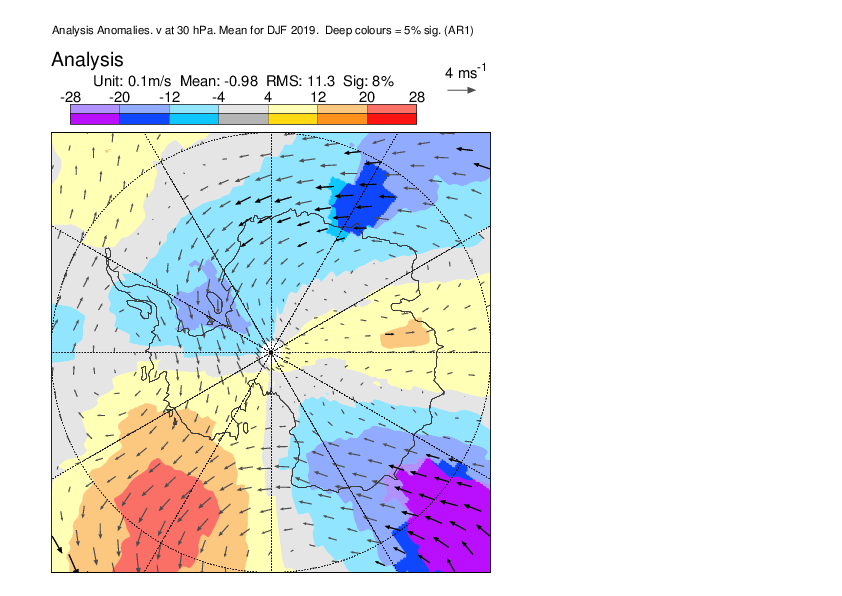 Analysis Anomalies. v at 30 hPa. Mean for DJF 2019.  Deep colours = 5% sig. (AR1)
Analysis
Unit: 0.1m/s  Mean: -0.98  RMS: 11.3  Sig: 8%
4 ms-1
-28 -20 -12 -4 4 12 20 28